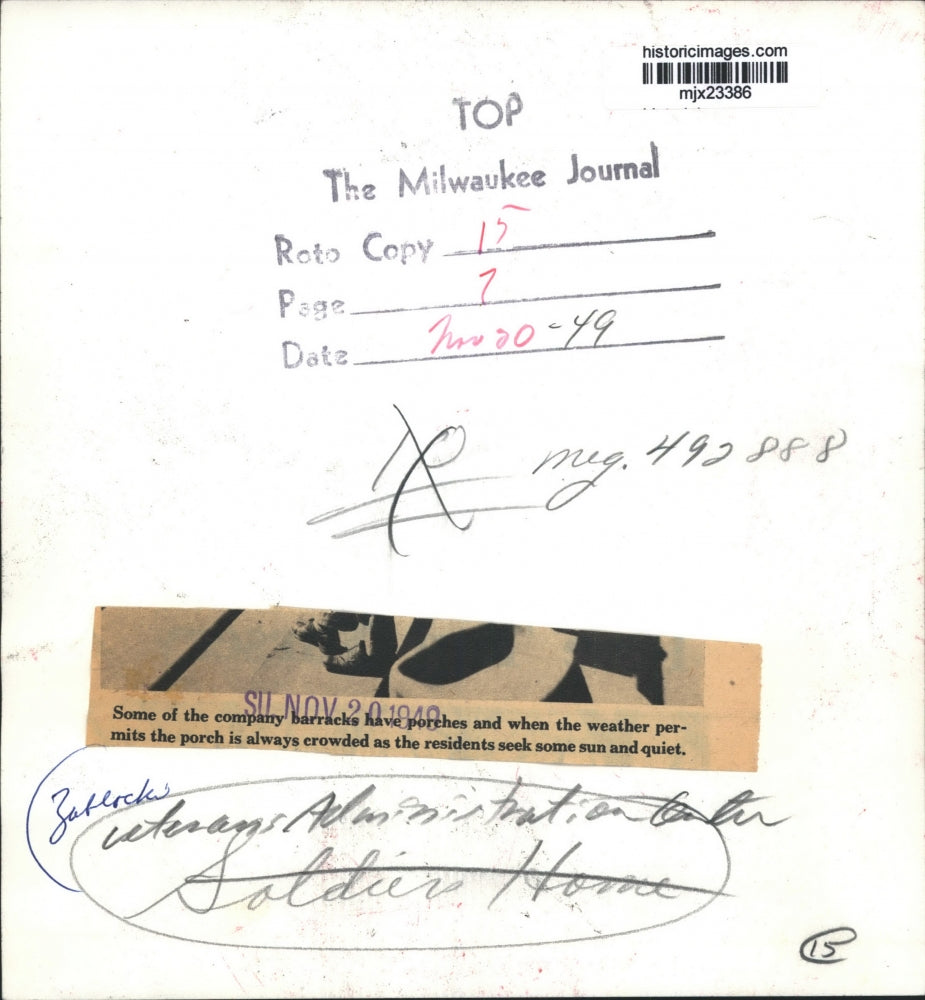 historicimages.com
mjx23386
TOP
The Milwaukee Journal
Roto Copy 15
Page 7
Date Nov 20-49
10 neg. 492888
SU NOV 20 1949
Some of the company barracks have porches and when the weather per-
mits the porch is always crowded as the residents seek some sun and quiet.
Zablocki
Veterans Administration Center
Soldiers Home
15